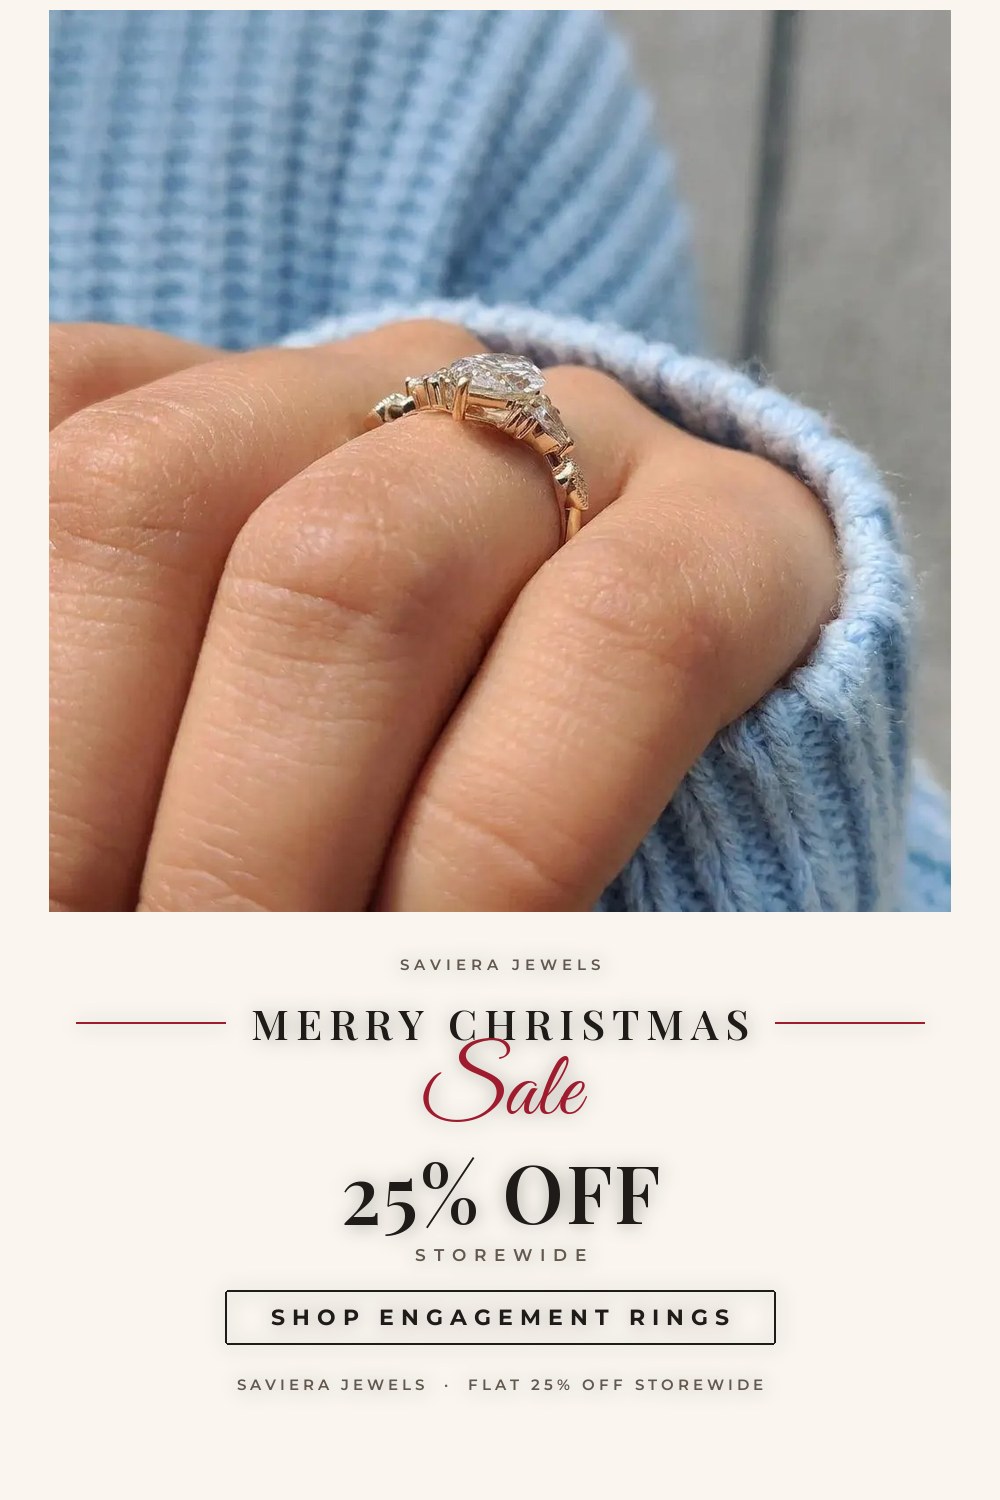 SAVIERA JEWELS
MERRY CHRISTMAS
Sale
25% OFF
STOREWIDE
SHOP ENGAGEMENT RINGS
SAVIERA JEWELS · FLAT 25% OFF STOREWIDE